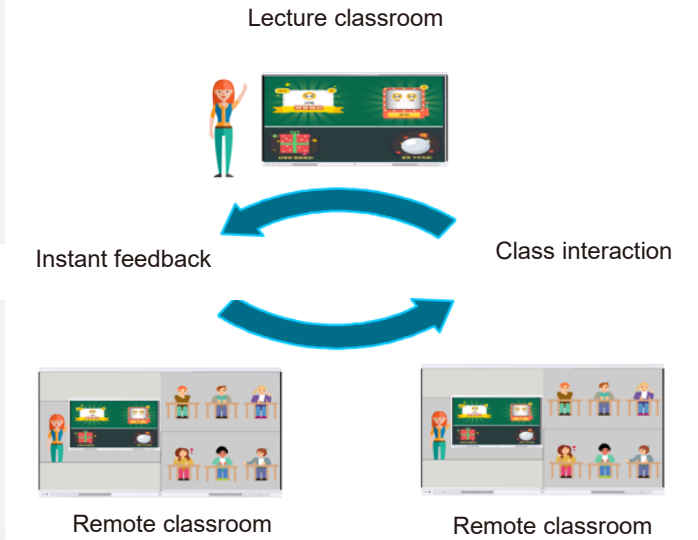 Lecture classroom
Instant feedback
Class interaction
Remote classroom
Remote classroom